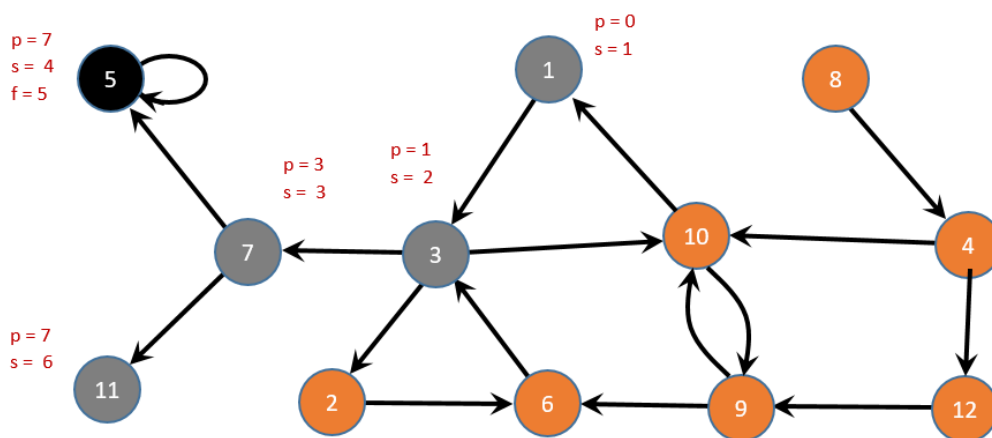 p = 7
s = 4
f = 5
5
p = 0
s = 1
1
8
p = 3
s = 3
p = 1
s = 2
7
3
10
4
p = 7
s = 6
11
2
6
9
12